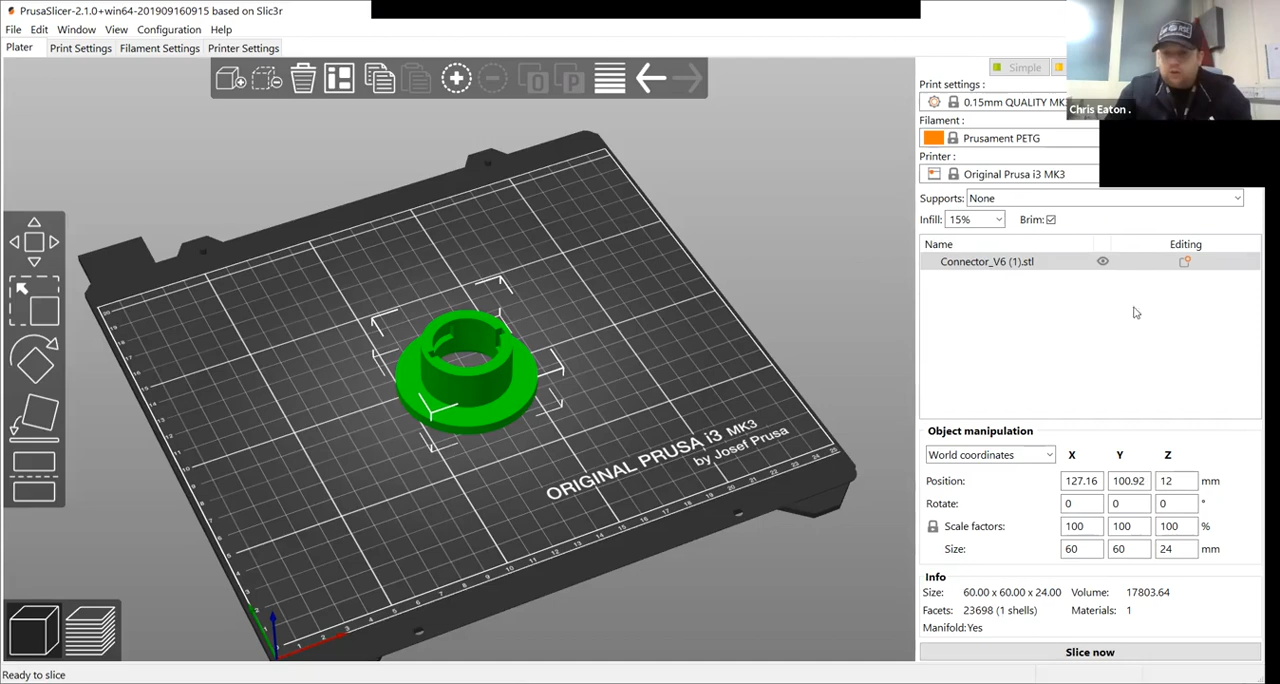 PrusaSlicer-2.1.0+win64-201909160915 based on Slic3r
File Edit Window View Configuration Help
Plater Print Settings Filament Settings Printer Settings
Simple
Print settings :
0.15mm QUALITY MK3
Chris Eaton .
Filament :
Prusament PETG
Printer :
Original Prusa i3 MK3
Supports: None
Infill: 15% Brim:
Name Editing
Connector_V6 (1).stl
ORIGINAL PRUSA i3 MK3
by Josef Prusa
Object manipulation
World coordinates X Y Z
Position: 127.16 100.92 12 mm
Rotate: 0 0 0 °
Scale factors: 100 100 100 %
Size: 60 60 24 mm
Info
Size: 60.00 x 60.00 x 24.00 Volume: 17803.64
Facets: 23698 (1 shells) Materials: 1
Manifold:Yes
Slice now
Ready to slice